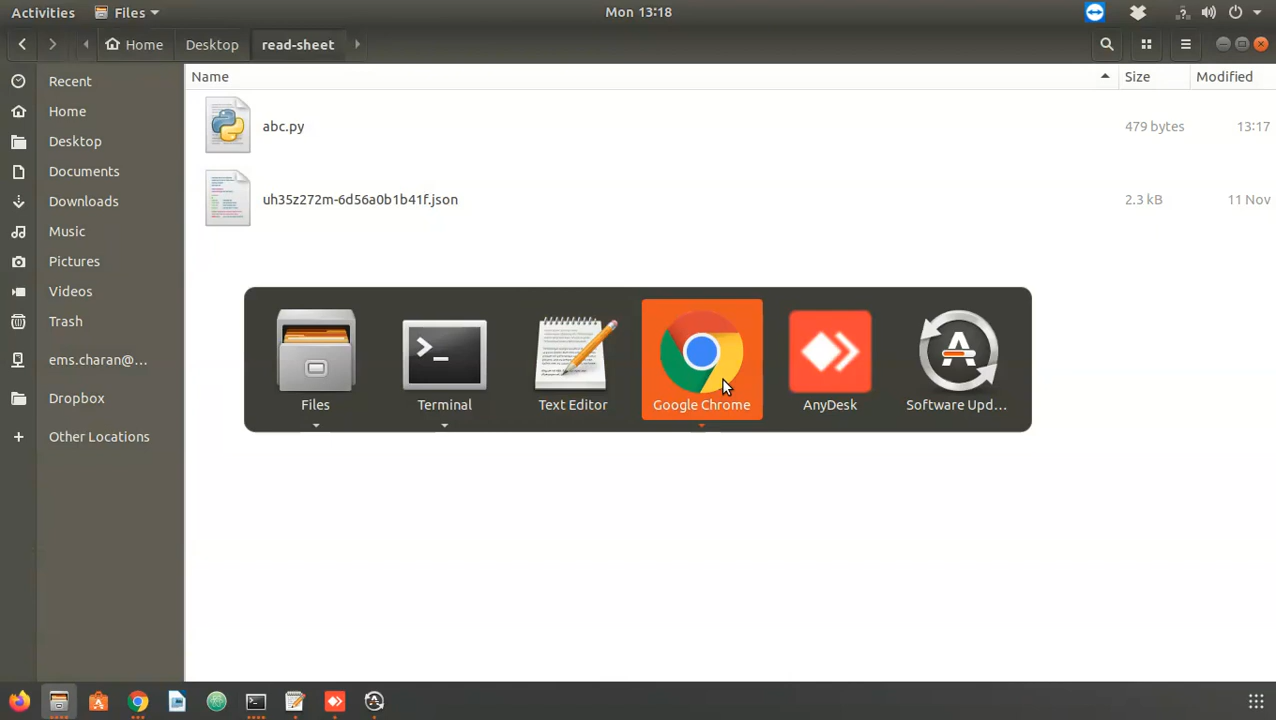 Activities Files Mon 13:18
Home Desktop read-sheet
Name Size Modified
Recent
Home
Desktop
Documents
Downloads
Music
Pictures
Videos
Trash
ems.charan@...
Dropbox
Other Locations
abc.py 479 bytes 13:17
uh35z272m-6d56a0b1b41f.json 2.3 kB 11 Nov
Files Terminal Text Editor Google Chrome AnyDesk Software Upd...